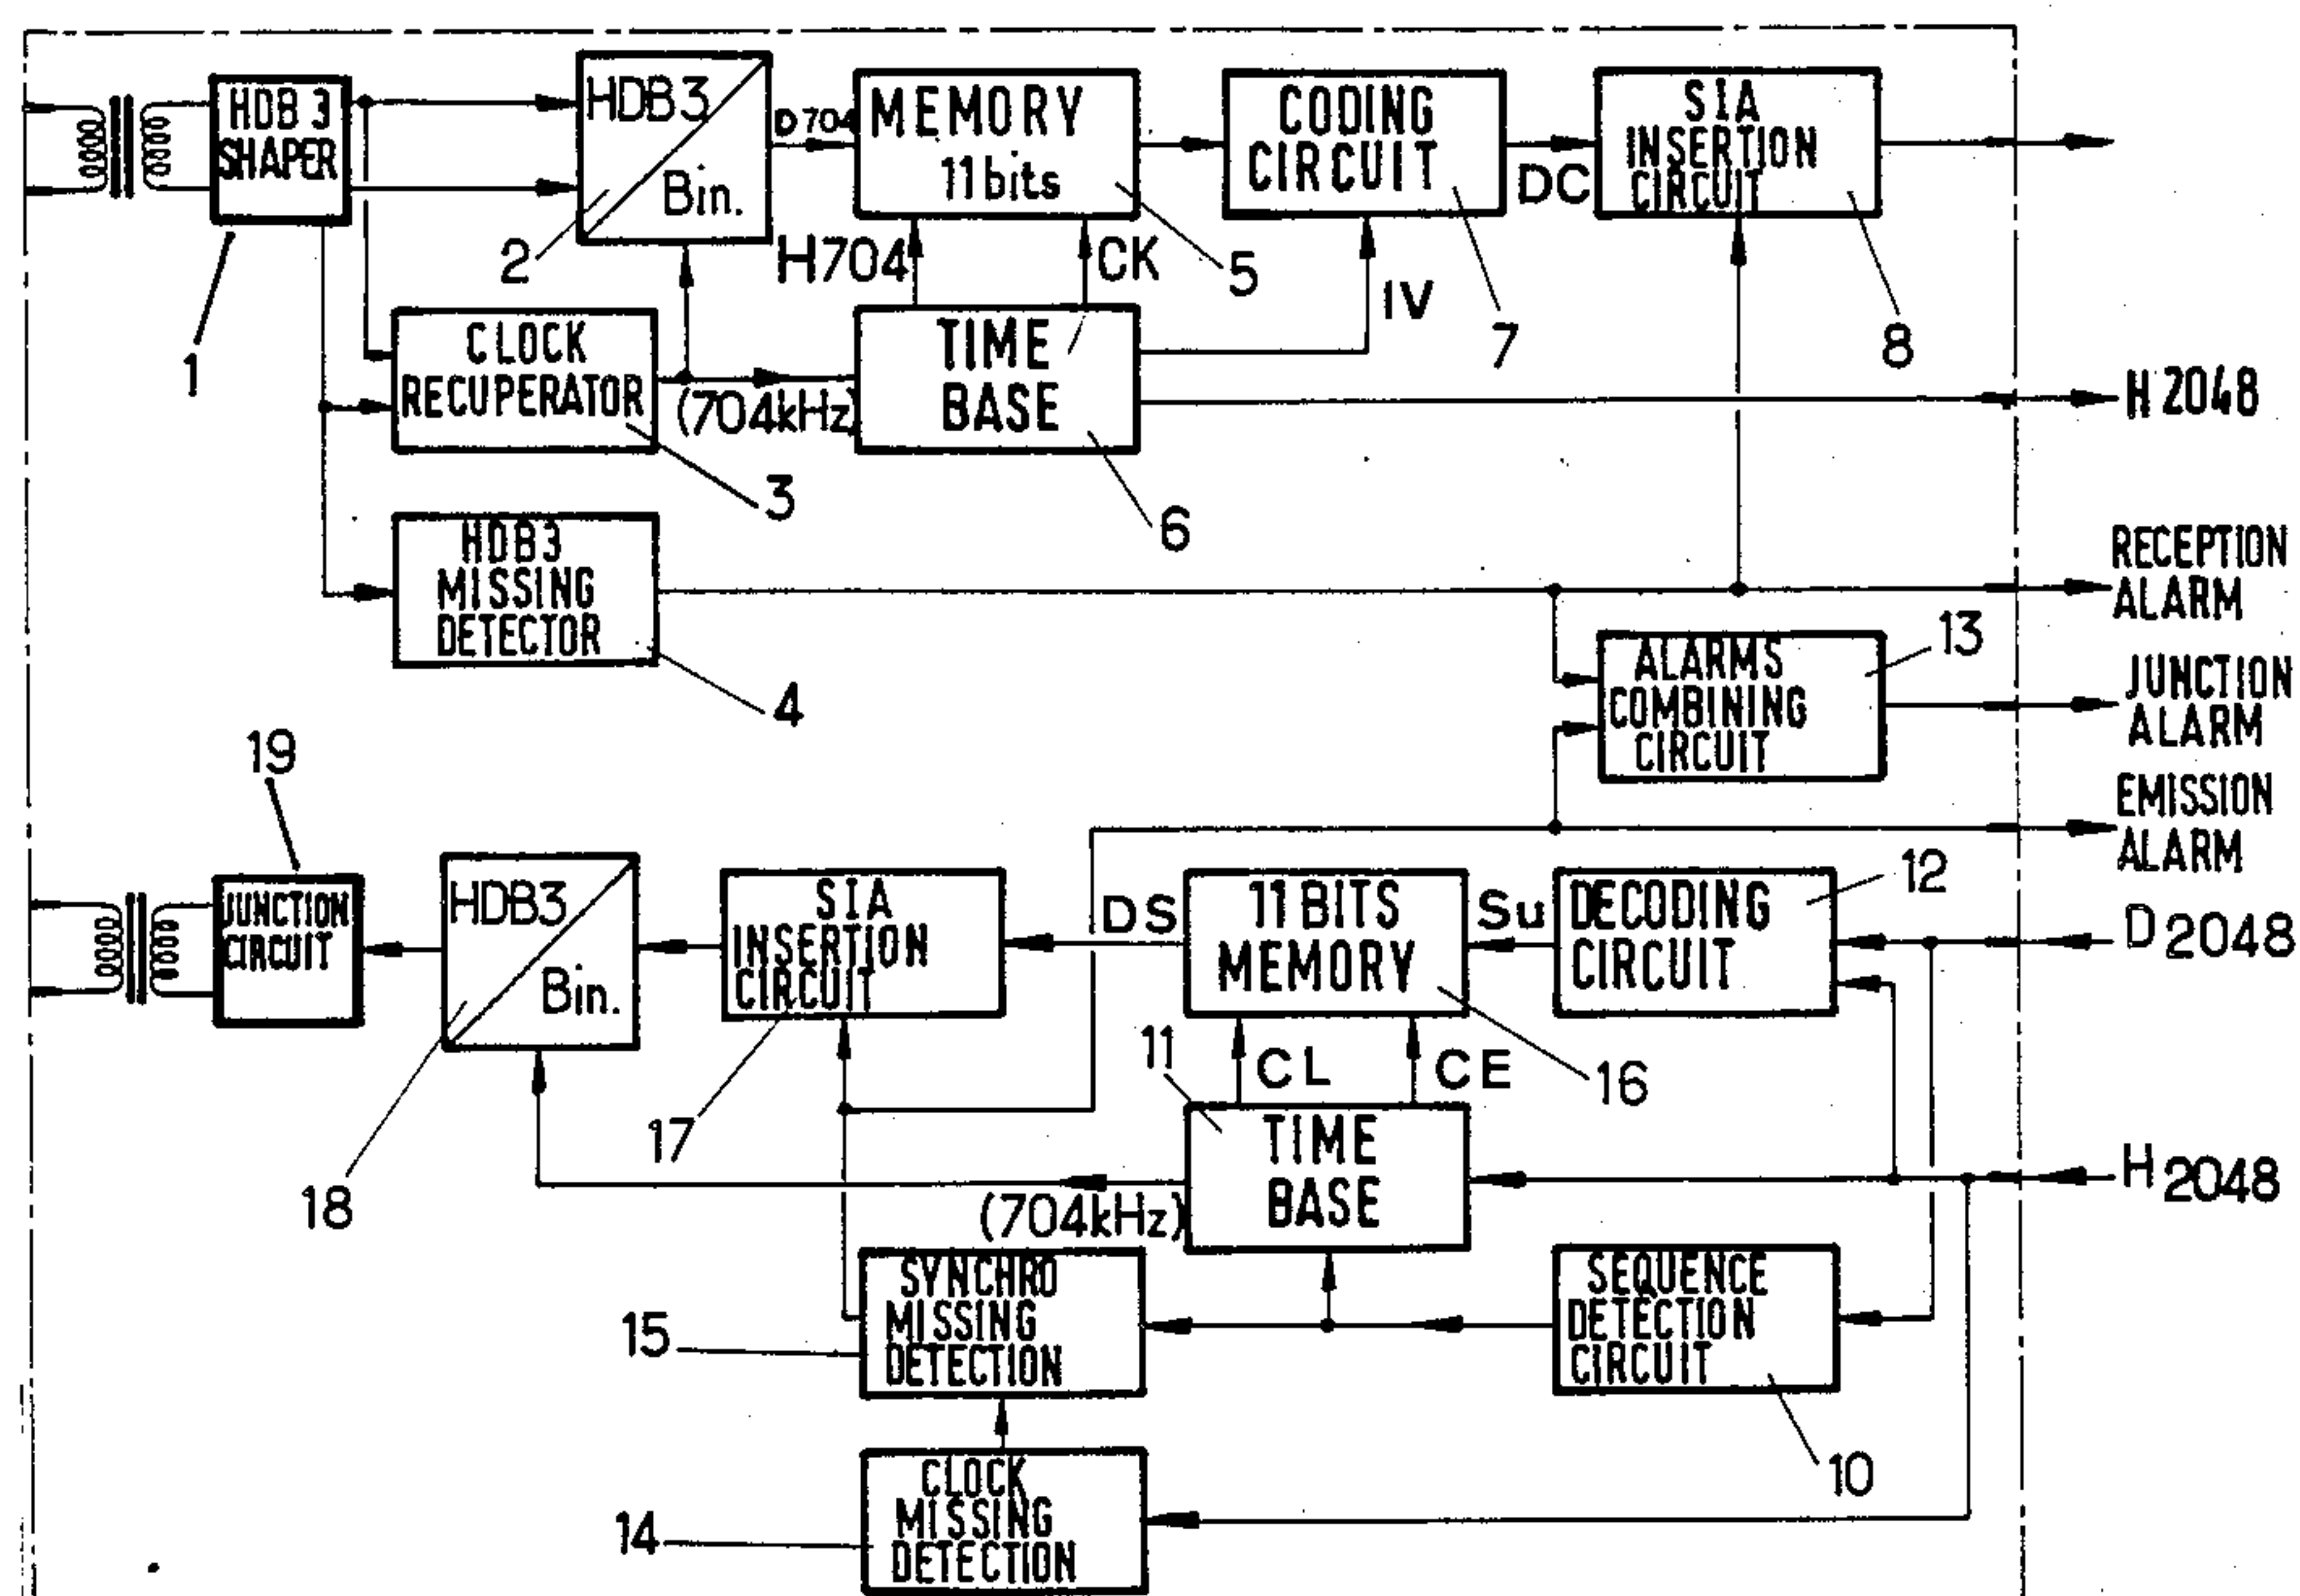 HDB 3
SHAPER
HDB3
Bin.
D704
MEMORY
11 bits
CODING
CIRCUIT
DC
SIA
INSERTION
CIRCUIT
1
2
H704
CK
5
IV
7
8
CLOCK
RECUPERATOR
(704kHz)
TIME
BASE
H 2048
3
6
HDB3
MISSING
DETECTOR
4
RECEPTION
ALARM
ALARMS
COMBINING
CIRCUIT
13
JUNCTION
ALARM
EMISSION
ALARM
19
JUNCTION
CIRCUIT
HDB3
Bin.
SIA
INSERTION
CIRCUIT
DS
11 BITS
MEMORY
Su
DECODING
CIRCUIT
12
D 2048
18
17
11
CL
CE
16
TIME
BASE
(704kHz)
H 2048
SYNCHRO
MISSING
DETECTION
15
SEQUENCE
DETECTION
CIRCUIT
10
CLOCK
MISSING
DETECTION
14